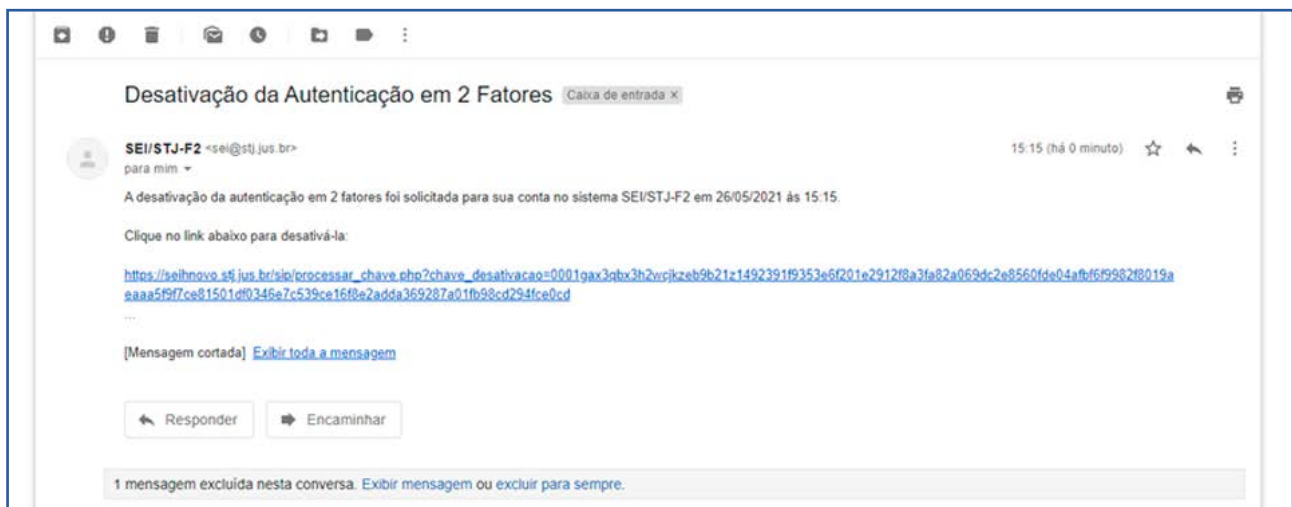 Desativação da Autenticação em 2 Fatores Caixa de entrada ×
SEI/STJ-F2 <sei@stj.jus.br> 15:15 (há 0 minuto)
para mim
A desativação da autenticação em 2 fatores foi solicitada para sua conta no sistema SEI/STJ-F2 em 26/05/2021 ás 15:15.
Clique no link abaixo para desativá-la:
https://seihnovo.stj.jus.br/sip/processar_chave.php?chave_desativacao=0001gax3qbx3h2wcjkzeb9b21z1492391f9353e6f201e2912f8a3fa82a069dc2e8560fde04afbf6f9982f8019a
eaaa5f9f7ce81501df0346e7c539ce16f8e2adda369287a01fb98cd294fce0cd
...
[Mensagem cortada] Exibir toda a mensagem
Responder Encaminhar
1 mensagem excluída nesta conversa. Exibir mensagem ou excluir para sempre.